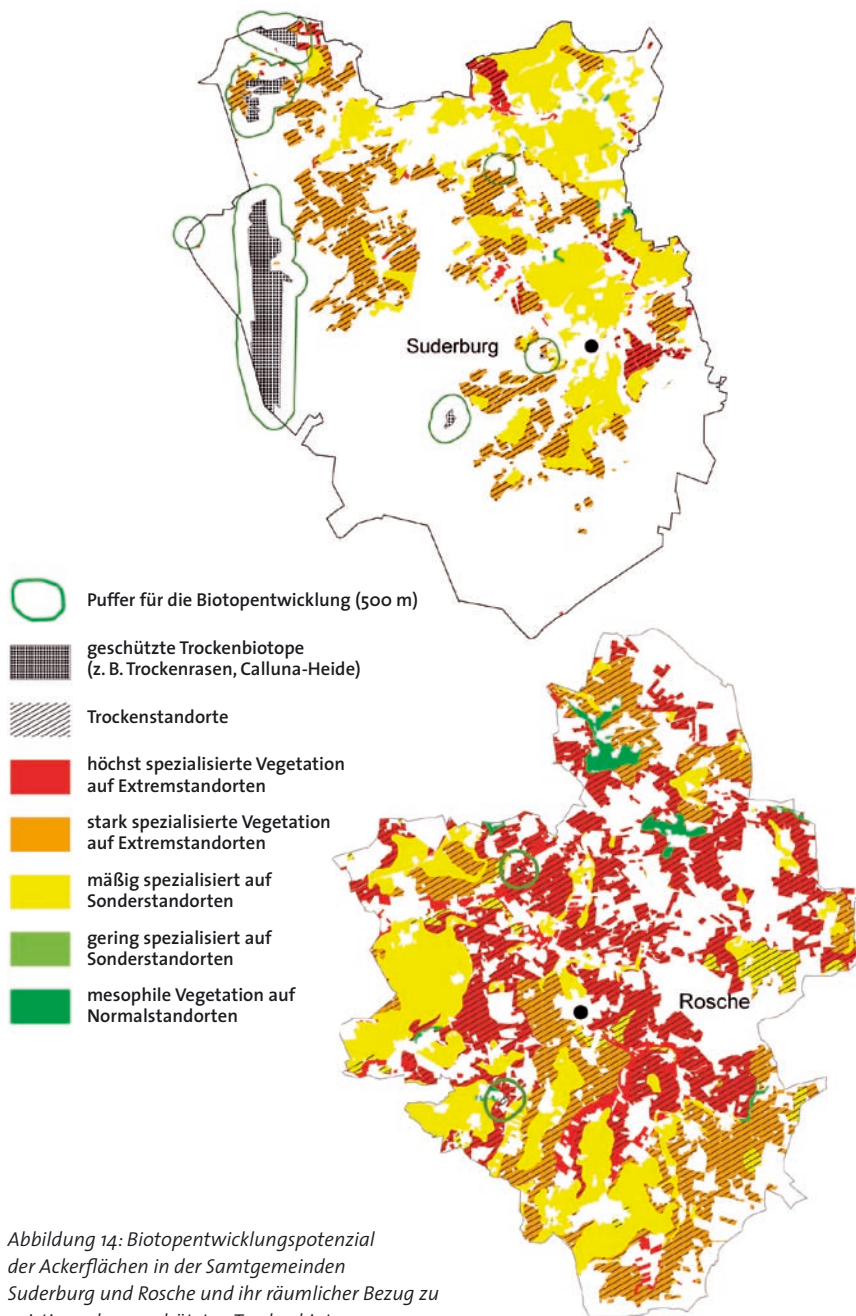 Suderburg
Puffer für die Biotopentwicklung (500 m)
geschützte Trockenbiotope
(z. B. Trockenrasen, Calluna-Heide)
Trockenstandorte
höchst spezialisierte Vegetation
auf Extremstandorten
stark spezialisierte Vegetation
auf Extremstandorten
mäßig spezialisiert auf
Sonderstandorten
gering spezialisiert auf
Sonderstandorten
mesophile Vegetation auf
Normalstandorten
Rosche
Abbildung 14: Biotopentwicklungspotenzial
der Ackerflächen in der Samtgemeinden
Suderburg und Rosche und ihr räumlicher Bezug zu